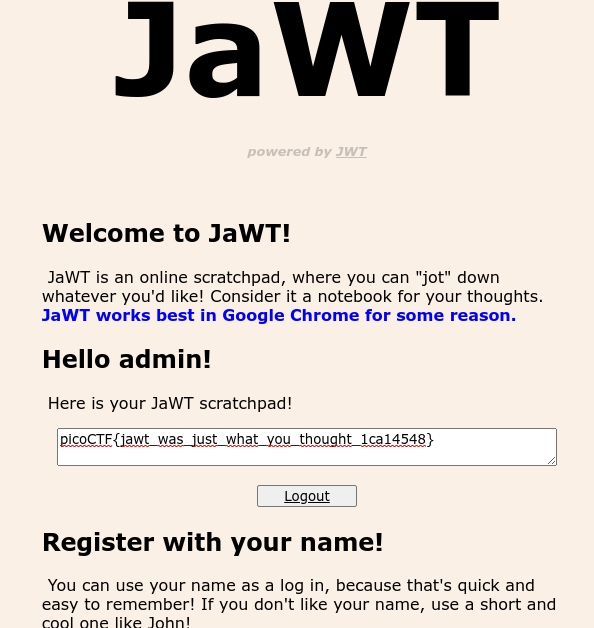 JaWT
powered by JWT
Welcome to JaWT!
JaWT is an online scratchpad, where you can "jot" down
whatever you'd like! Consider it a notebook for your thoughts.
JaWT works best in Google Chrome for some reason.
Hello admin!
Here is your JaWT scratchpad!
picoCTF{jawt_was_just_what_you_thought_1ca14548}
Logout
Register with your name!
You can use your name as a log in, because that's quick and
easy to remember! If you don't like your name, use a short and
cool one like John!